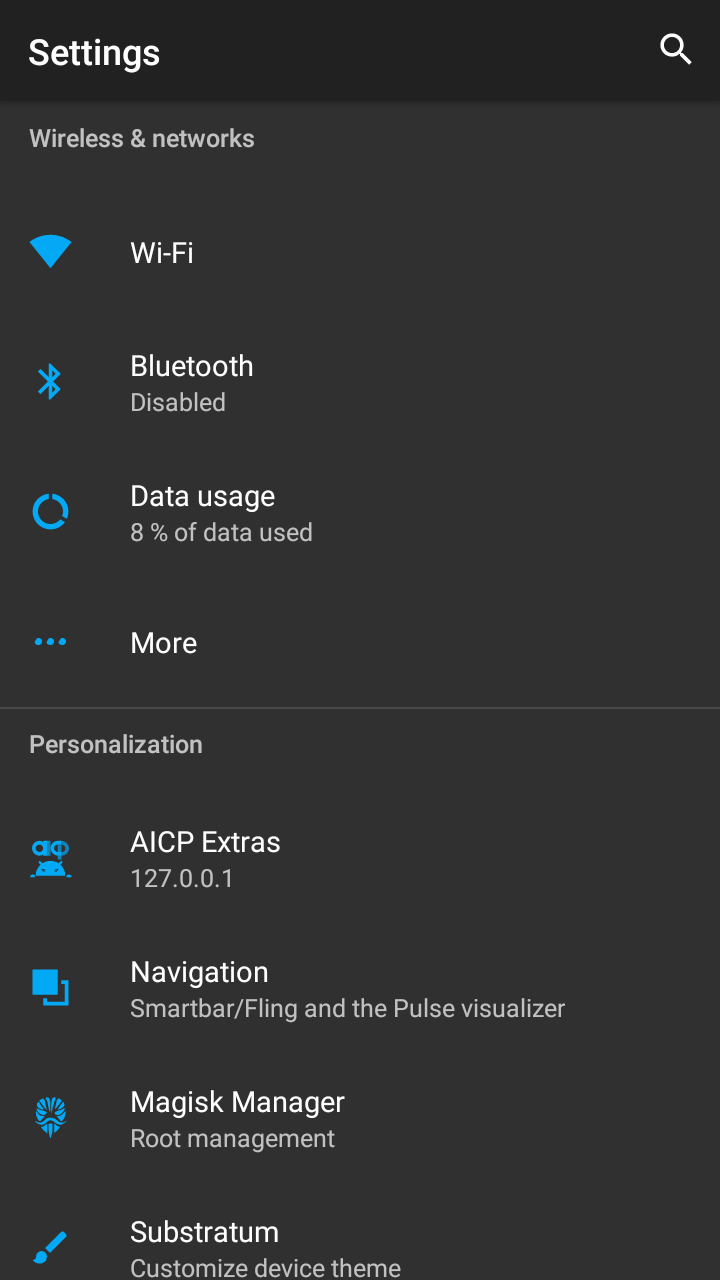 Settings
Wireless & networks
Wi-Fi
Bluetooth
Disabled
Data usage
8 % of data used
More
Personalization
AICP Extras
127.0.0.1
Navigation
Smartbar/Fling and the Pulse visualizer
Magisk Manager
Root management
Substratum
Customize device theme